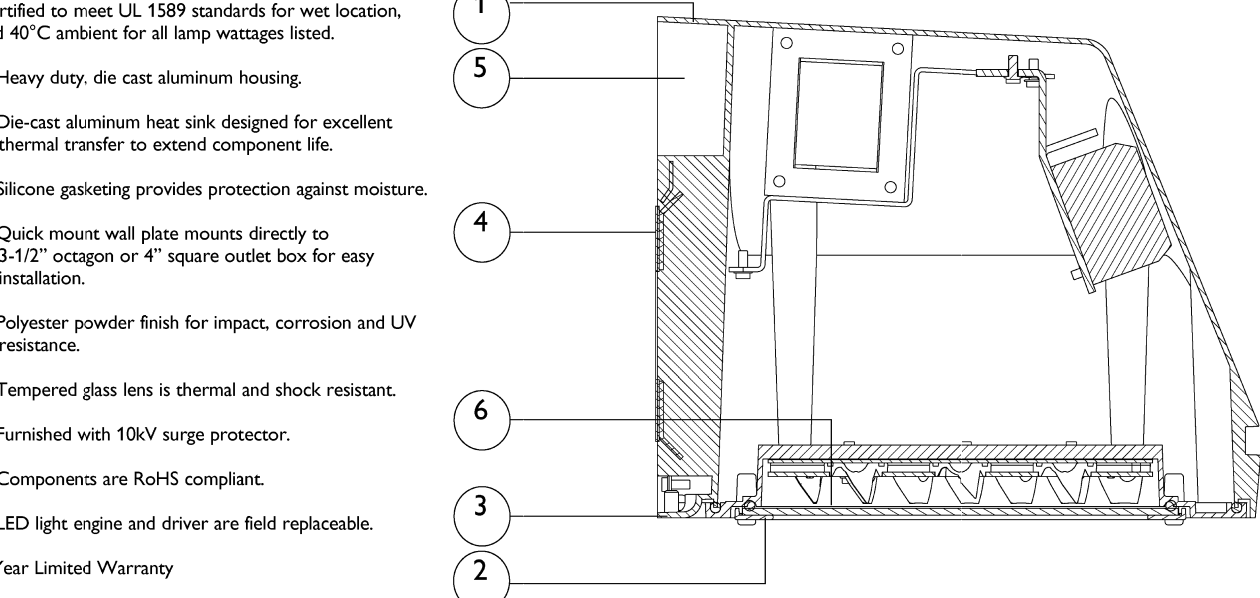 rtified to meet UL 1589 standards for wet location,
d 40°C ambient for all lamp wattages listed.
Heavy duty, die cast aluminum housing.
Die-cast aluminum heat sink designed for excellent
thermal transfer to extend component life.
Silicone gasketing provides protection against moisture.
Quick mount wall plate mounts directly to
3-1/2” octagon or 4” square outlet box for easy
installation.
Polyester powder finish for impact, corrosion and UV
resistance.
Tempered glass lens is thermal and shock resistant.
Furnished with 10kV surge protector.
Components are RoHS compliant.
LED light engine and driver are field replaceable.
Year Limited Warranty
1
5
4
6
3
2